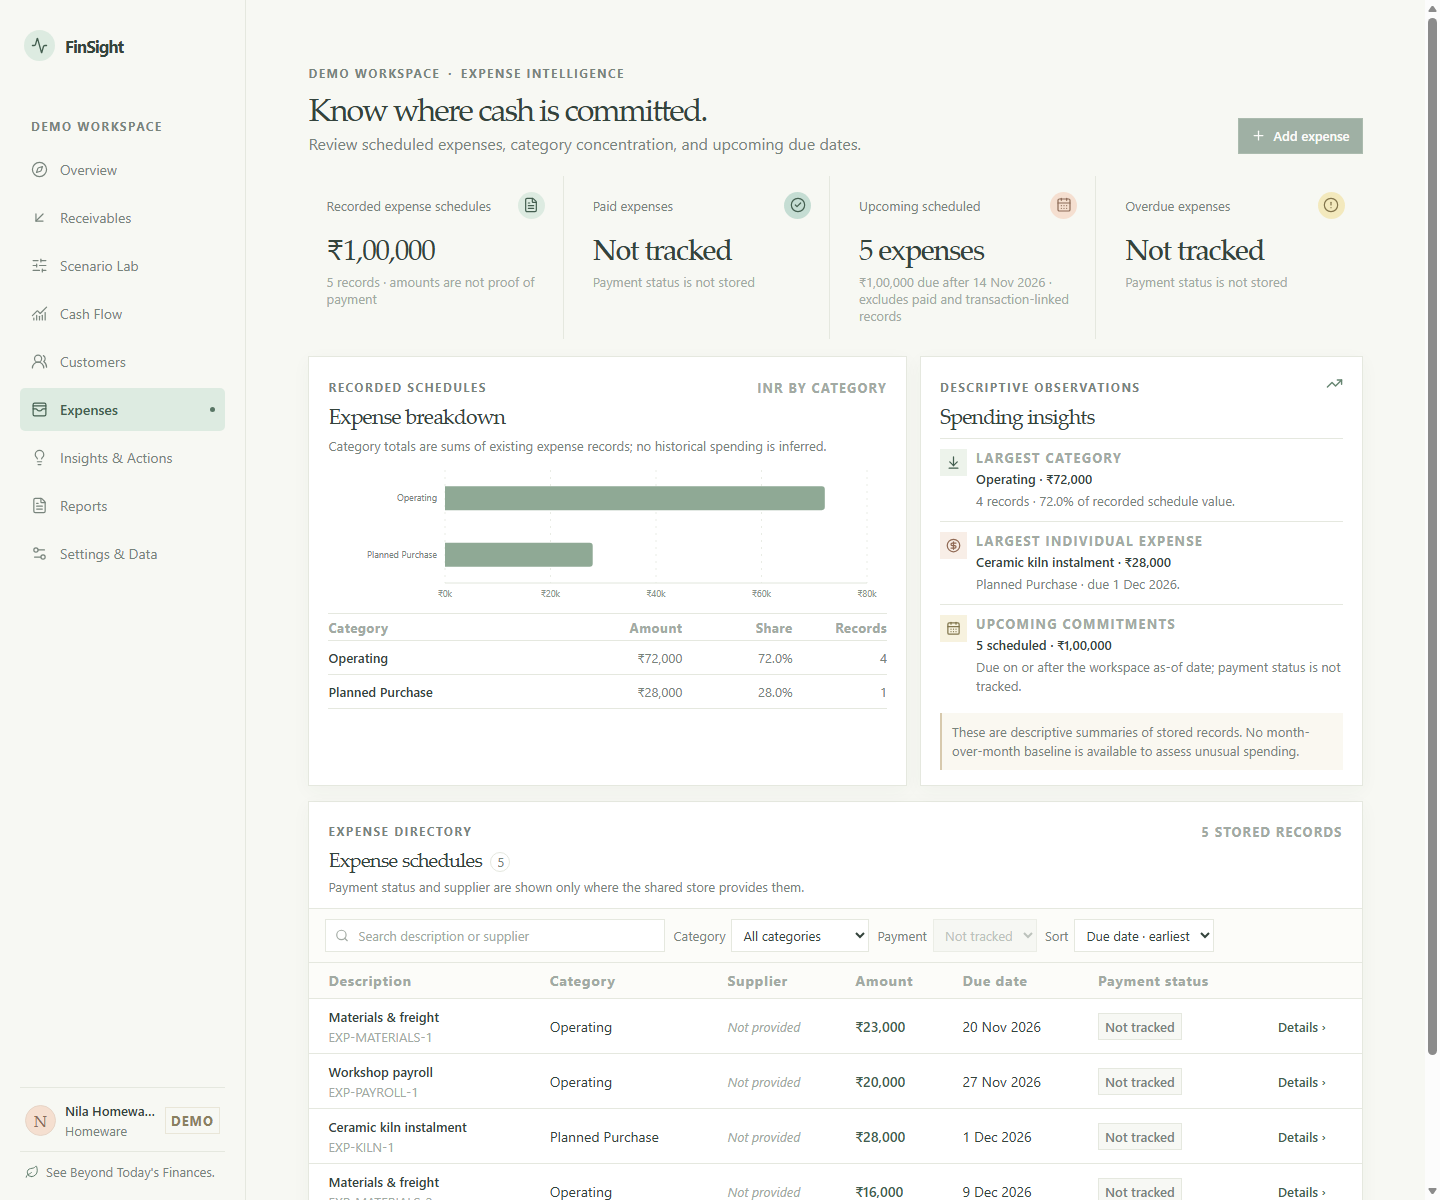 FinSight
DEMO WORKSPACE
Overview
Receivables
Scenario Lab
Cash Flow
Customers
Expenses
Insights & Actions
Reports
Settings & Data
N
Nila Homewa...
Homeware
DEMO
See Beyond Today's Finances.
DEMO WORKSPACE · EXPENSE INTELLIGENCE
Know where cash is committed.
Review scheduled expenses, category concentration, and upcoming due dates.
Add expense
Recorded expense schedules
₹1,00,000
5 records · amounts are not proof of
payment
Paid expenses
Not tracked
Payment status is not stored
Upcoming scheduled
5 expenses
₹1,00,000 due after 14 Nov 2026 ·
excludes paid and transaction-linked
records
Overdue expenses
Not tracked
Payment status is not stored
RECORDED SCHEDULES
INR BY CATEGORY
Expense breakdown
Category totals are sums of existing expense records; no historical spending is inferred.
Operating
Planned Purchase
₹0k ₹20k ₹40k ₹60k ₹80k
Category Amount Share Records
Operating ₹72,000 72.0% 4
Planned Purchase ₹28,000 28.0% 1
DESCRIPTIVE OBSERVATIONS
Spending insights
LARGEST CATEGORY
Operating · ₹72,000
4 records · 72.0% of recorded schedule value.
LARGEST INDIVIDUAL EXPENSE
Ceramic kiln instalment · ₹28,000
Planned Purchase · due 1 Dec 2026.
UPCOMING COMMITMENTS
5 scheduled · ₹1,00,000
Due on or after the workspace as-of date; payment status is not
tracked.
These are descriptive summaries of stored records. No month-
over-month baseline is available to assess unusual spending.
EXPENSE DIRECTORY
5 STORED RECORDS
Expense schedules 5
Payment status and supplier are shown only where the shared store provides them.
Search description or supplier Category All categories Payment Not tracked Sort Due date · earliest
Description Category Supplier Amount Due date Payment status
Materials & freight
EXP-MATERIALS-1
Operating Not provided ₹23,000 20 Nov 2026 Not tracked Details ›
Workshop payroll
EXP-PAYROLL-1
Operating Not provided ₹20,000 27 Nov 2026 Not tracked Details ›
Ceramic kiln instalment
EXP-KILN-1
Planned Purchase Not provided ₹28,000 1 Dec 2026 Not tracked Details ›
Materials & freight
Operating Not provided ₹16,000 9 Dec 2026 Not tracked Details ›